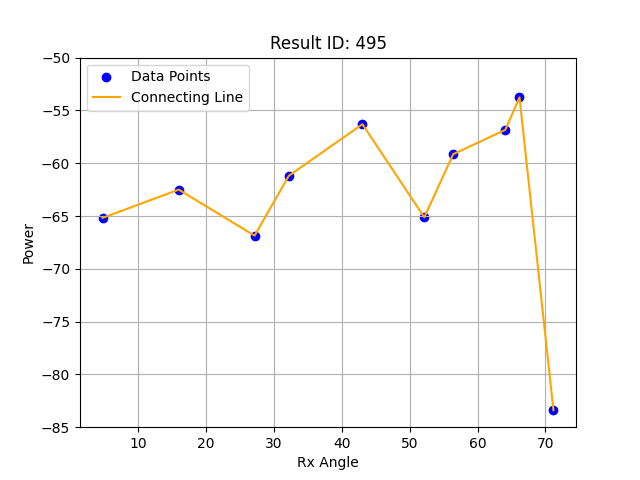 Result ID: 495
Data Points
Connecting Line
Power
−50
−55
−60
−65
−70
−75
−80
−85
10 20 30 40 50 60 70
Rx Angle